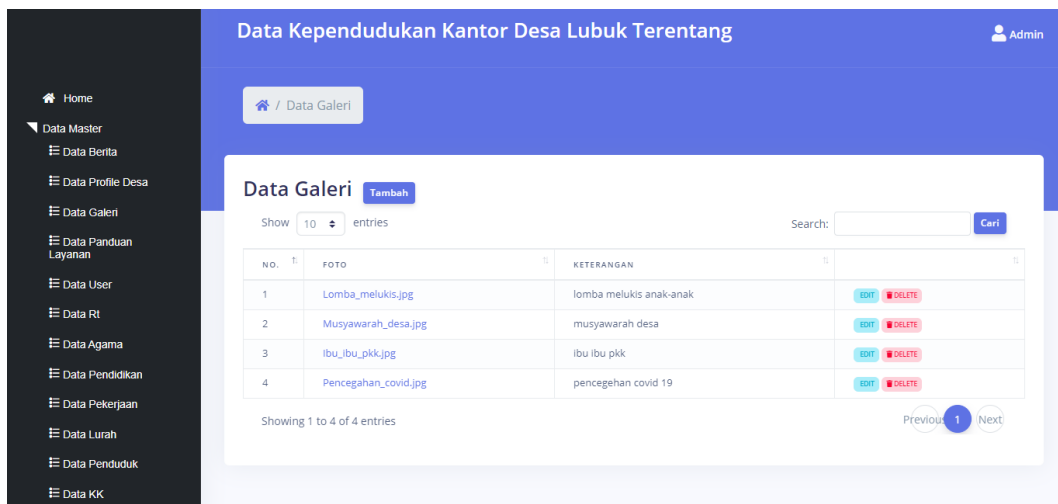 Data Kependudukan Kantor Desa Lubuk Terentang
Admin
Home
Data Master
Data Berita
Data Profile Desa
Data Galeri
Data Panduan
Layanan
Data User
Data Rt
Data Agama
Data Pendidikan
Data Pekerjaan
Data Lurah
Data Penduduk
Data KK
/ Data Galeri
Data Galeri Tambah
Show 10 entries Search: Cari
NO. FOTO KETERANGAN
1 Lomba_melukis.jpg lomba melukis anak-anak EDIT DELETE
2 Musyawarah_desa.jpg musyawarah desa EDIT DELETE
3 Ibu_ibu_pkk.jpg ibu ibu pkk EDIT DELETE
4 Pencegahan_covid.jpg pencegehan covid 19 EDIT DELETE
Showing 1 to 4 of 4 entries Previous 1 Next